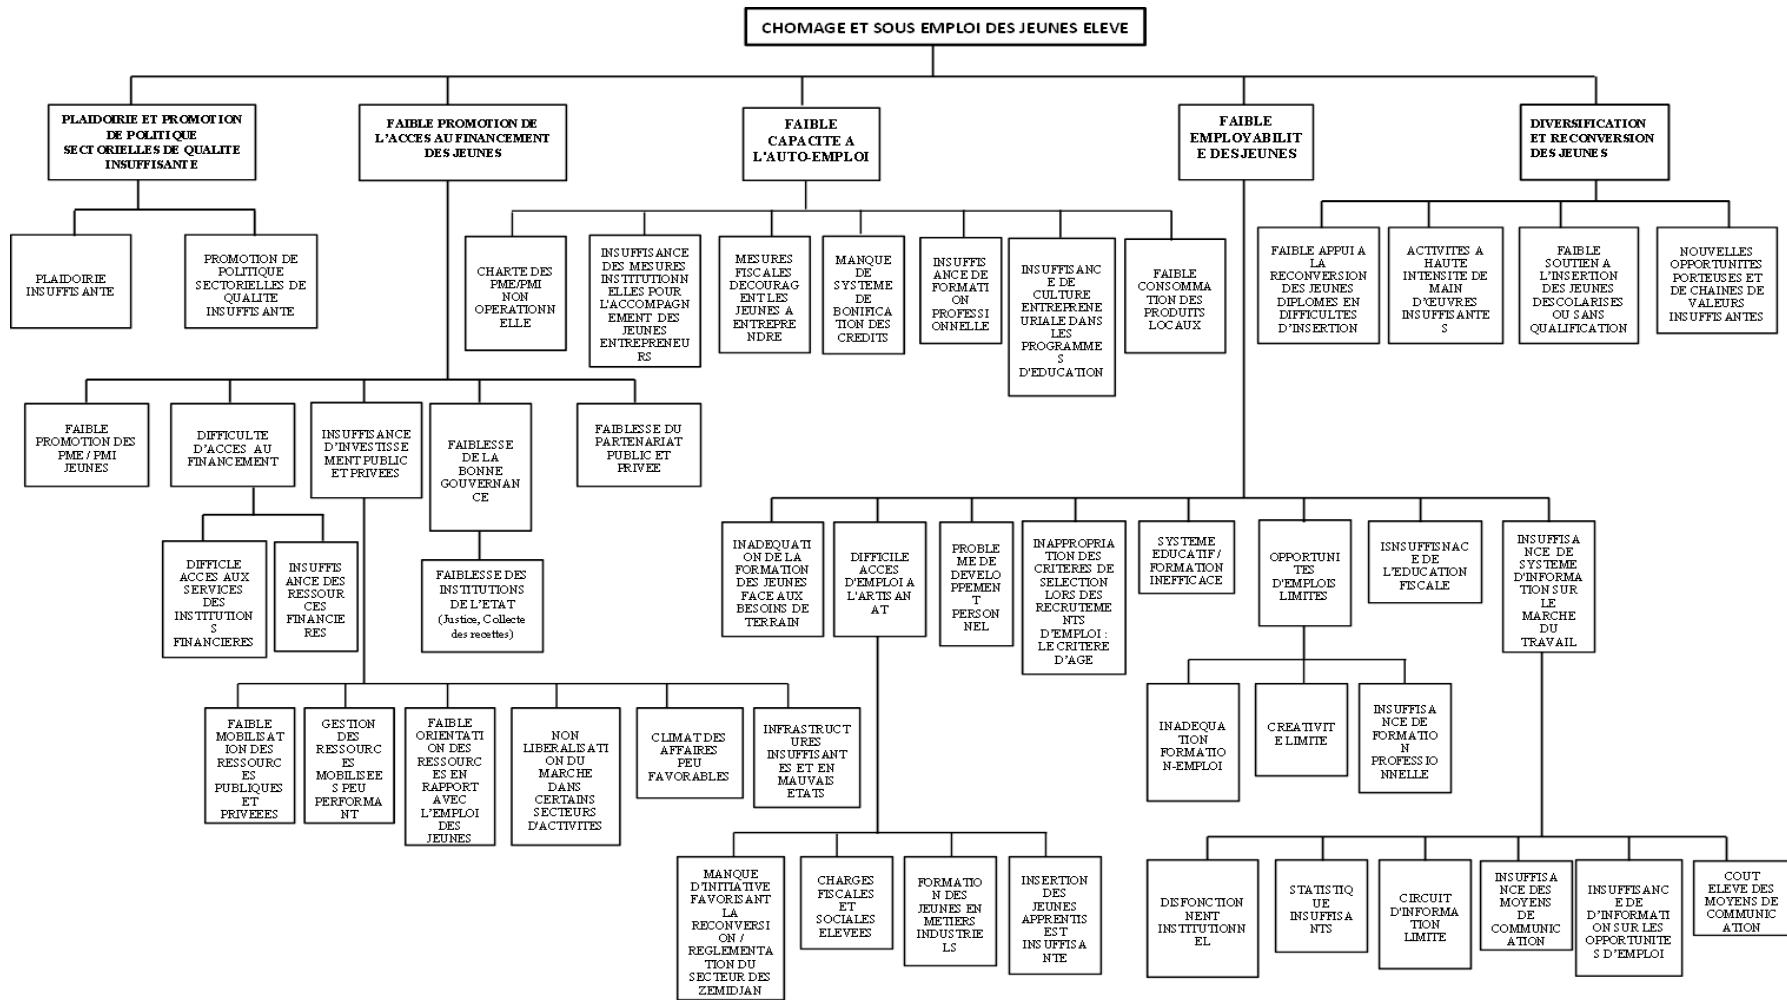 CHOMAGE ET SOUS EMPLOI DES JEUNES ELEVE
PLAIDOIRIE ET PROMOTION
DE POLITIQUE
SECTORIELLES DE QUALITE
INSUFFISANTE
FAIBLE PROMOTION DE
L'ACCES AU FINANCEMENT
DES JEUNES
FAIBLE
CAPACITE A
L'AUTO-EMPLOI
FAIBLE
EMPLOYABILIT
E DES JEUNES
DIVERSIFICATION
ET RECONVERSION
DES JEUNES
PLAIDOIRIE
INSUFFISANTE
PROMOTION DE
POLITIQUE
SECTORIELLES DE
QUALITE
INSUFFISANTE
CHARTE DES
PME/PMI
NON
OPERATIONN
ELLE
INSUFFISANCE
DES MESURES
INSTITUTIONN
ELLES POUR
L'ACCOMPAGN
EMENT DES
JEUNES
ENTREPRENEU
RS
MESURES
FISCALES
DECOURAG
ENT LES
JEUNES A
ENTREPRE
NDRE
MANQUE
DE
SYSTEME
DE
BONIFICA
TION DES
CREDITS
INSUFFIS
ANCE DE
FORMATI
ON
PROFESSI
ONNELLE
INSUFFISANC
E DE
CULTURE
ENTREPRENE
URIALE DANS
LES
PROGRAMME
S
D'EDUCATION
FAIBLE
CONSOMMA
TION DES
PRODUITS
LOCAUX
FAIBLE APPUI A
LA
RECONVERSION
DES JEUNES
DIPLOMES EN
DIFFICULTES
D'INSERTION
ACTIVITES A
HAUTE
INTENSITE DE
MAIN
D'ŒUVRES
INSUFFISANTE
S
FAIBLE
SOUTIEN A
L'INSERTION
DES JEUNES
DESCOLARISES
OU SANS
QUALIFICATION
NOUVELLES
OPPORTUNITES
PORTEUSES ET
DE CHAINES DE
VALEURS
INSUFFISANTES
FAIBLE
PROMOTION DES
PME / PMI
JEUNES
DIFFICULTE
D'ACCES AU
FINANCEMENT
INSUFFISANCE
D'INVESTISSE
MENT PUBLIC
ET PRIVEES
FAIBLESSE
DE LA
BONNE
GOUVERNAN
CE
FAIBLESSE DU
PARTENARIAT
PUBLIC ET
PRIVEE
DIFFICLE
ACCES AUX
SERVICES
DES
INSTITUTION
S
FINANCIERES
INSUFFIS
ANCE DES
RESSOUR
CES
FINANCIE
RES
FAIBLESSE DES
INSTITUTIONS
DE L'ETAT
(Justice, Collecte
des recettes)
INADEQUATI
ON DE LA
FORMATION
DES JEUNES
FACE AUX
BESOINS DE
TERRAIN
DIFFICILE
ACCES
D'EMPLOI A
L'ARTISAN
AT
PROBLE
ME DE
DEVELO
PPEMEN
T
PERSON
NEL
INAPPROPRIA
TION DES
CRITERES DE
SELECTION
LORS DES
RECRUTEME
NTS
D'EMPLOI :
LE CRITERE
D'AGE
SYSTEME
EDUCATIF /
FORMATION
INEFFICACE
OPPORTUNI
TES
D'EMPLOIS
LIMITES
ISNSUFFISNAC
E DE
L'EDUCATION
FISCALE
INSUFFIS
ANCE DE
SYSTEME
D'INFORMA
TION SUR
LE
MARCHE
DU
TRAVAIL
FAIBLE
MOBILISAT
ION DES
RESSOURC
ES
PUBLIQUES
ET
PRIVEEES
GESTION
DES
RESSOURC
ES
MOBILISEE
S PEU
PERFORMA
NT
FAIBLE
ORIENTATI
ON DES
RESSOURC
ES EN
RAPPORT
AVEC
L'EMPLOI
DES
JEUNES
NON
LIBERALISATI
ON DU
MARCHE
DANS
CERTAINS
SECTEURS
D'ACTIVITES
CLIMAT DES
AFFAIRES
PEU
FAVORABLES
INFRASTRUCT
URES
INSUFFISANT
ES ET EN
MAUVAIS
ETATS
INADEQUA
TION
FORMATIO
N-EMPLOI
CREATIVIT
E LIMITE
INSUFFISA
NCE DE
FORMATIO
N
PROFESSIO
NNELLE
MANQUE
D'INITIATIVE
FAVORISANT
LA
RECONVERSI
ON /
REGLEMENTA
TION DU
SECTEUR DES
ZEMIDJAN
CHARGES
FISCALES
ET
SOCIALES
ELEVEES
FORMATIO
N DES
JEUNES EN
METIERS
INDUSTRIE
LS
INSERTION
DES
JEUNES
APPRENTIS
EST
INSUFFISA
NTE
DISFONCTION
NENT
INSTITUTIONN
EL
STATISTIQ
UE
INSUFFISA
NTS
CIRCUIT
D'INFORMA
TION
LIMITE
INSUFFISA
NCE DES
MOYENS
DE
COMMUNIC
ATION
INSUFFISANC
E DE
D'INFORMATI
ON SUR LES
OPPORTUNITE
S D'EMPLOI
COUT
ELEVE DES
MOYENS DE
COMMUNIC
ATION